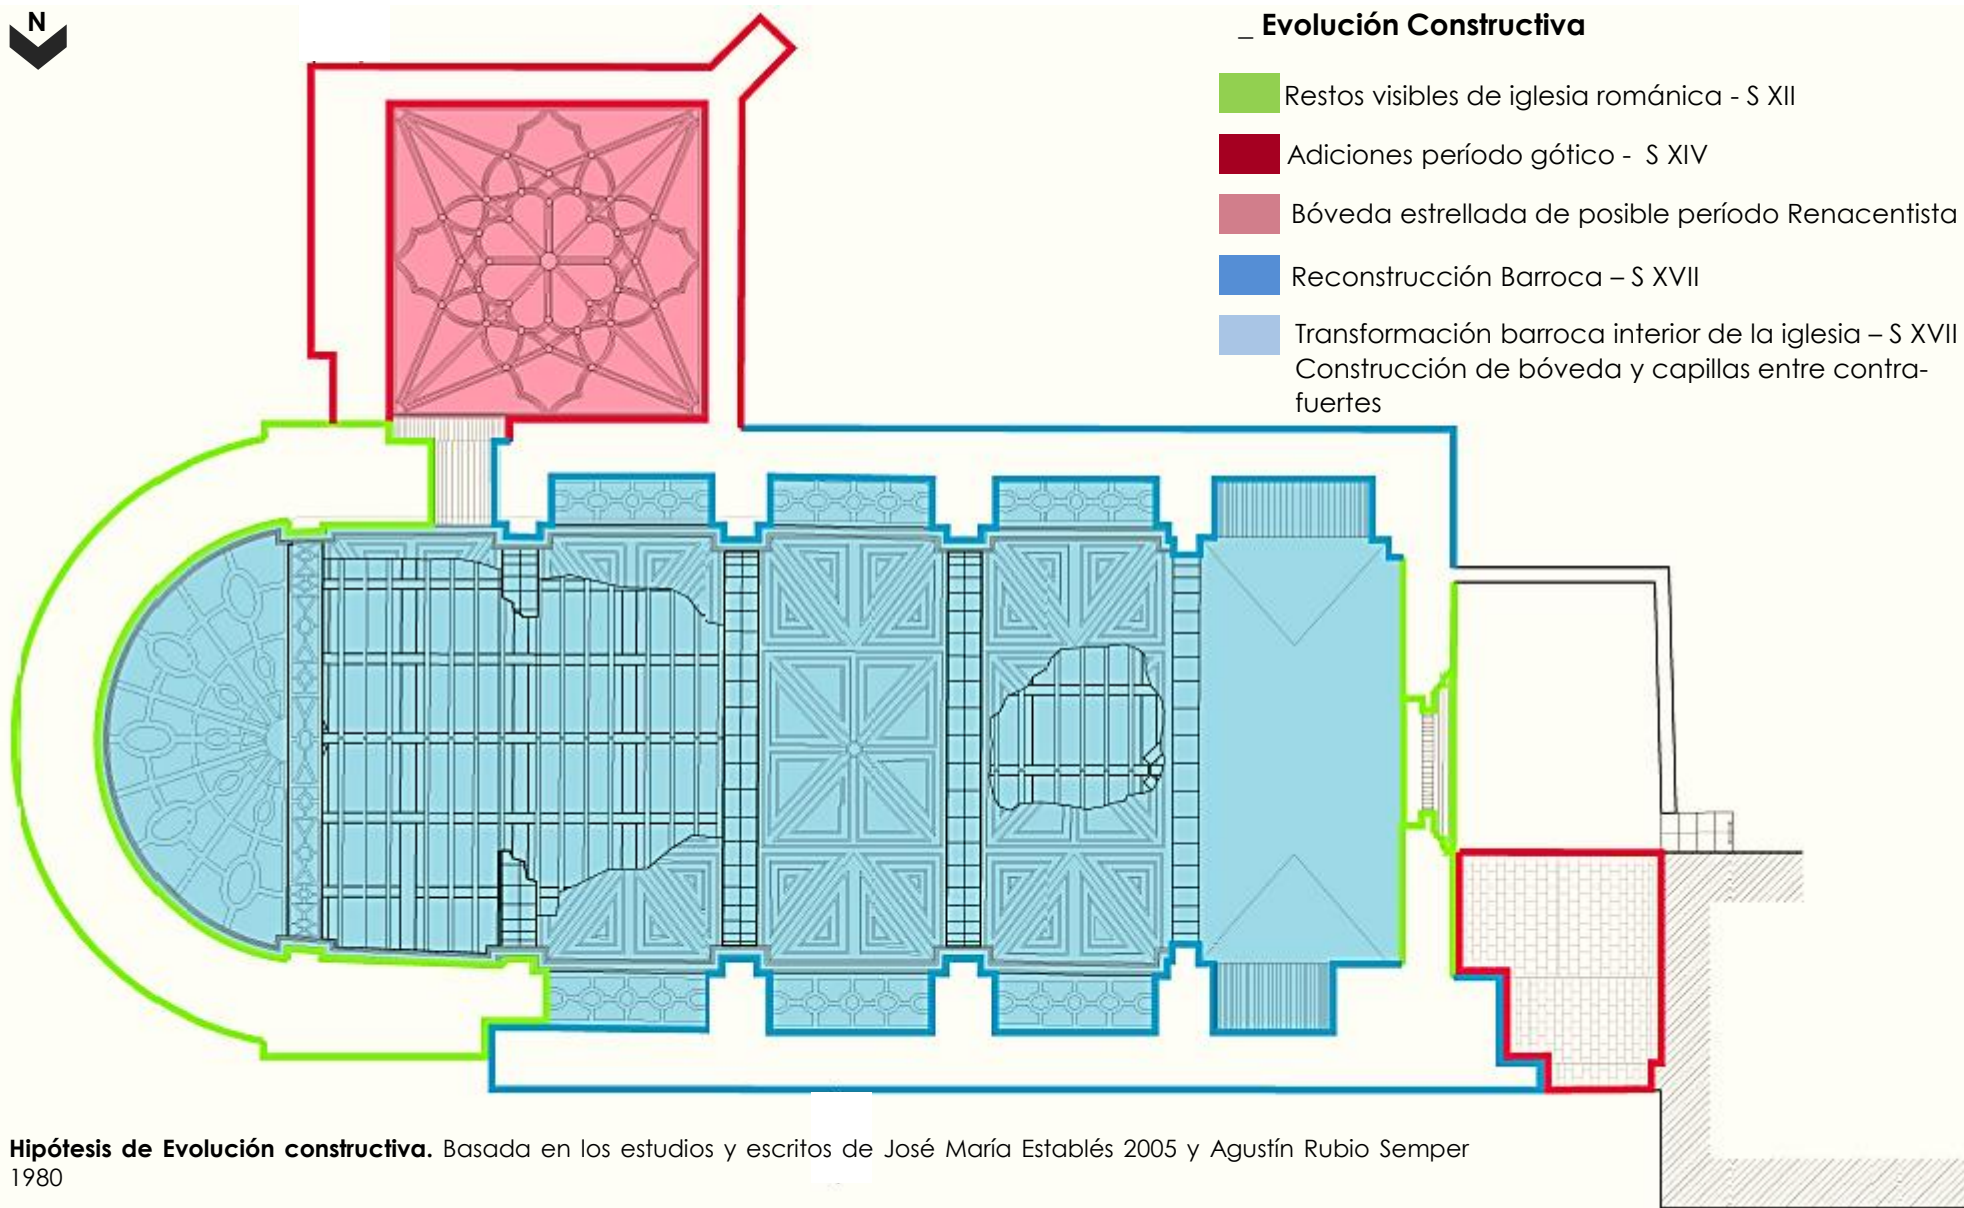 N
_ Evolución Constructiva
Restos visibles de iglesia románica - S XII
Adiciones período gótico - S XIV
Bóveda estrellada de posible período Renacentista
Reconstrucción Barroca – S XVII
Transformación barroca interior de la iglesia – S XVII
Construcción de bóveda y capillas entre contra-
fuertes
Hipótesis de Evolución constructiva. Basada en los estudios y escritos de José María Establés 2005 y Agustín Rubio Semper
1980